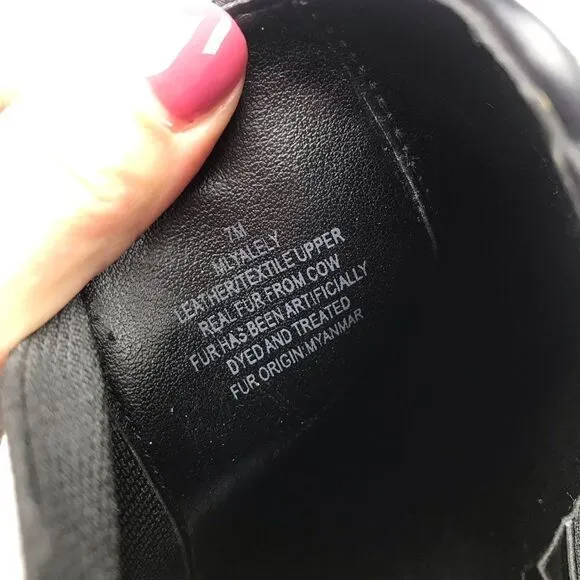 7M
MLYALELY
LEATHER/TEXTILE UPPER
REAL FUR FROM COW
FUR HAS BEEN ARTIFICIALLY
DYED AND TREATED
FUR ORIGIN MYANMAR